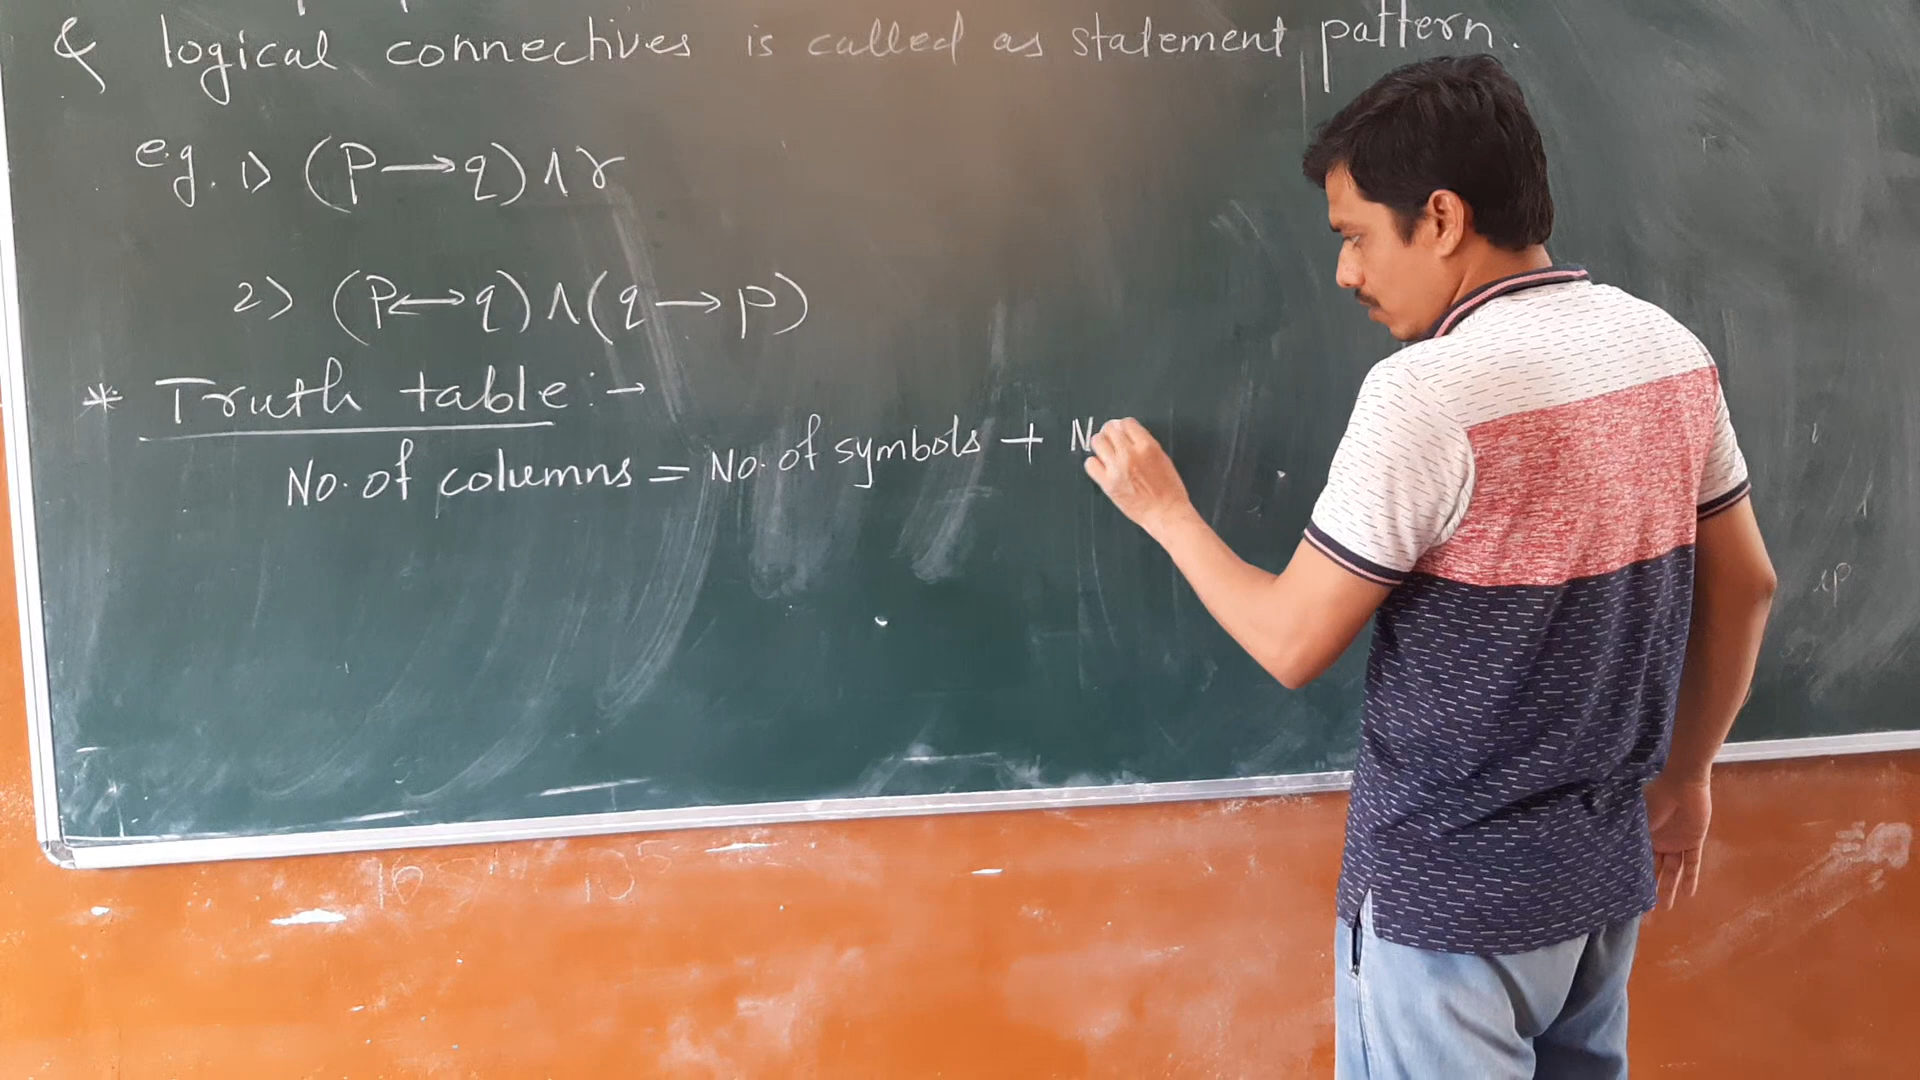 & logical connectives is called as statement pattern.
e.g. 1) (P→q)∧r
2) (P↔q)∧(q→p)
* Truth table:-
No. of columns = No. of symbols + N